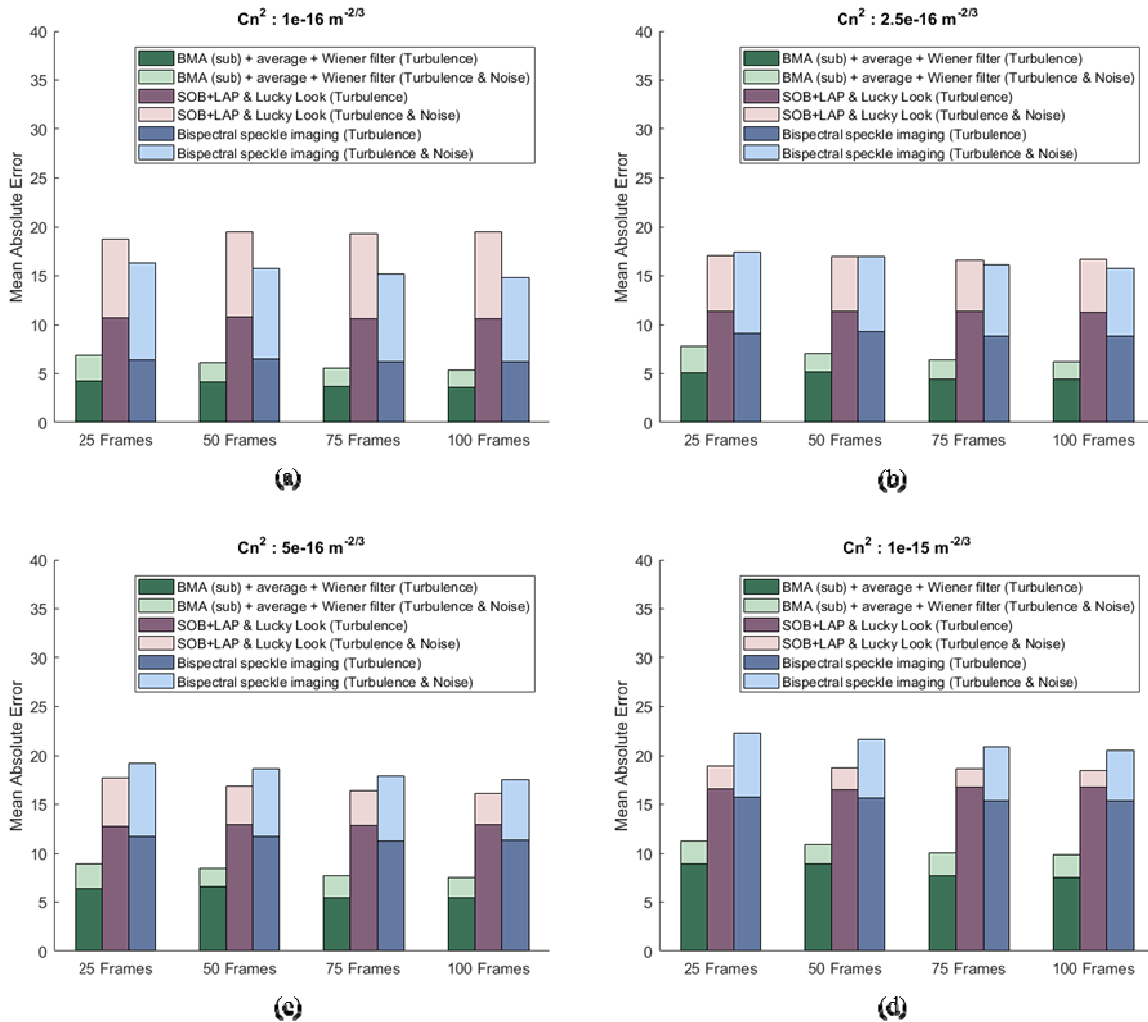 Cn² : 1e-16 m⁻²/³
40
35
30
25
20
15
10
5
0
Mean Absolute Error
BMA (sub) + average + Wiener filter (Turbulence)
BMA (sub) + average + Wiener filter (Turbulence & Noise)
SOB+LAP & Lucky Look (Turbulence)
SOB+LAP & Lucky Look (Turbulence & Noise)
Bispectral speckle imaging (Turbulence)
Bispectral speckle imaging (Turbulence & Noise)
25 Frames
50 Frames
75 Frames
100 Frames
(a)
Cn² : 2.5e-16 m⁻²/³
40
35
30
25
20
15
10
5
0
Mean Absolute Error
BMA (sub) + average + Wiener filter (Turbulence)
BMA (sub) + average + Wiener filter (Turbulence & Noise)
SOB+LAP & Lucky Look (Turbulence)
SOB+LAP & Lucky Look (Turbulence & Noise)
Bispectral speckle imaging (Turbulence)
Bispectral speckle imaging (Turbulence & Noise)
25 Frames
50 Frames
75 Frames
100 Frames
(b)
Cn² : 5e-16 m⁻²/³
40
35
30
25
20
15
10
5
0
Mean Absolute Error
BMA (sub) + average + Wiener filter (Turbulence)
BMA (sub) + average + Wiener filter (Turbulence & Noise)
SOB+LAP & Lucky Look (Turbulence)
SOB+LAP & Lucky Look (Turbulence & Noise)
Bispectral speckle imaging (Turbulence)
Bispectral speckle imaging (Turbulence & Noise)
25 Frames
50 Frames
75 Frames
100 Frames
(c)
Cn² : 1e-15 m⁻²/³
40
35
30
25
20
15
10
5
0
Mean Absolute Error
BMA (sub) + average + Wiener filter (Turbulence)
BMA (sub) + average + Wiener filter (Turbulence & Noise)
SOB+LAP & Lucky Look (Turbulence)
SOB+LAP & Lucky Look (Turbulence & Noise)
Bispectral speckle imaging (Turbulence)
Bispectral speckle imaging (Turbulence & Noise)
25 Frames
50 Frames
75 Frames
100 Frames
(d)